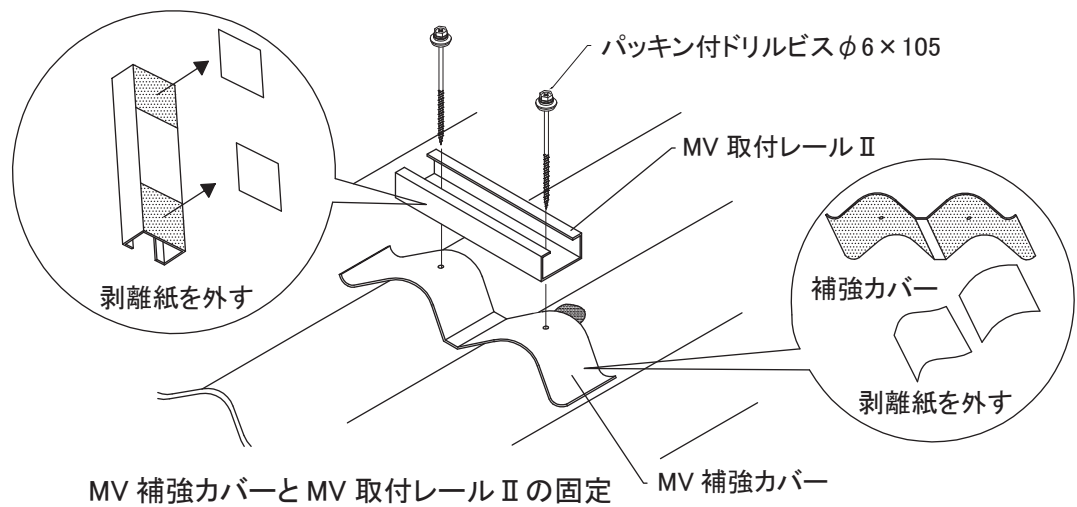 パッキン付ドリルビスφ6×105
MV 取付レールⅡ
剥離紙を外す
補強カバー
剥離紙を外す
MV 補強カバー
MV 補強カバーと MV 取付レールⅡの固定